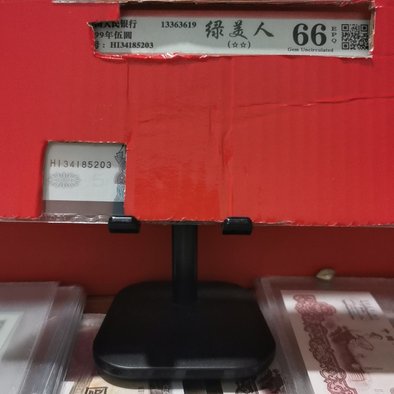 人民银行
13363619
绿美人
66
EPQ
99年伍圆
号: HI34185203
(☆☆)
Gem Uncirculated
HI34185203